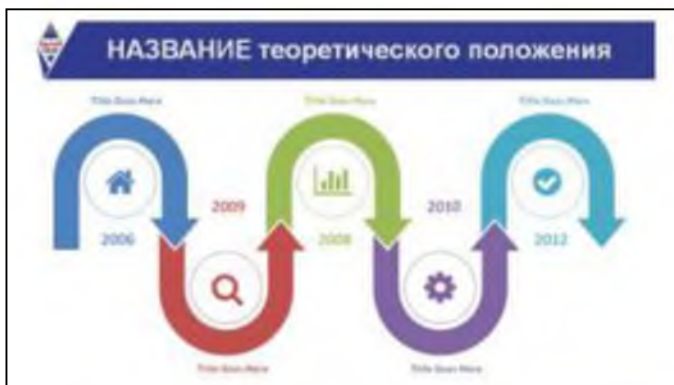 НАЗВАНИЕ теоретического положения
Title Goes Here
Title Goes Here
Title Goes Here
2009
2010
2006
2008
2012
Title Goes Here
Title Goes Here